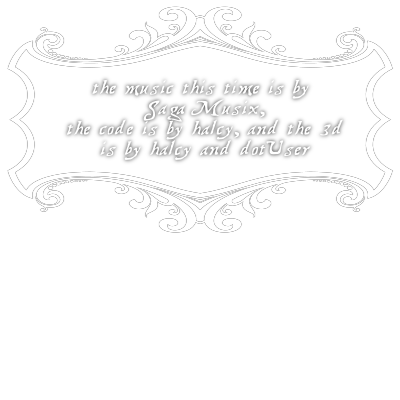 the music this time is by
Saga Musix,
the code is by halcy, and the 3d
is by halcy and dotUser